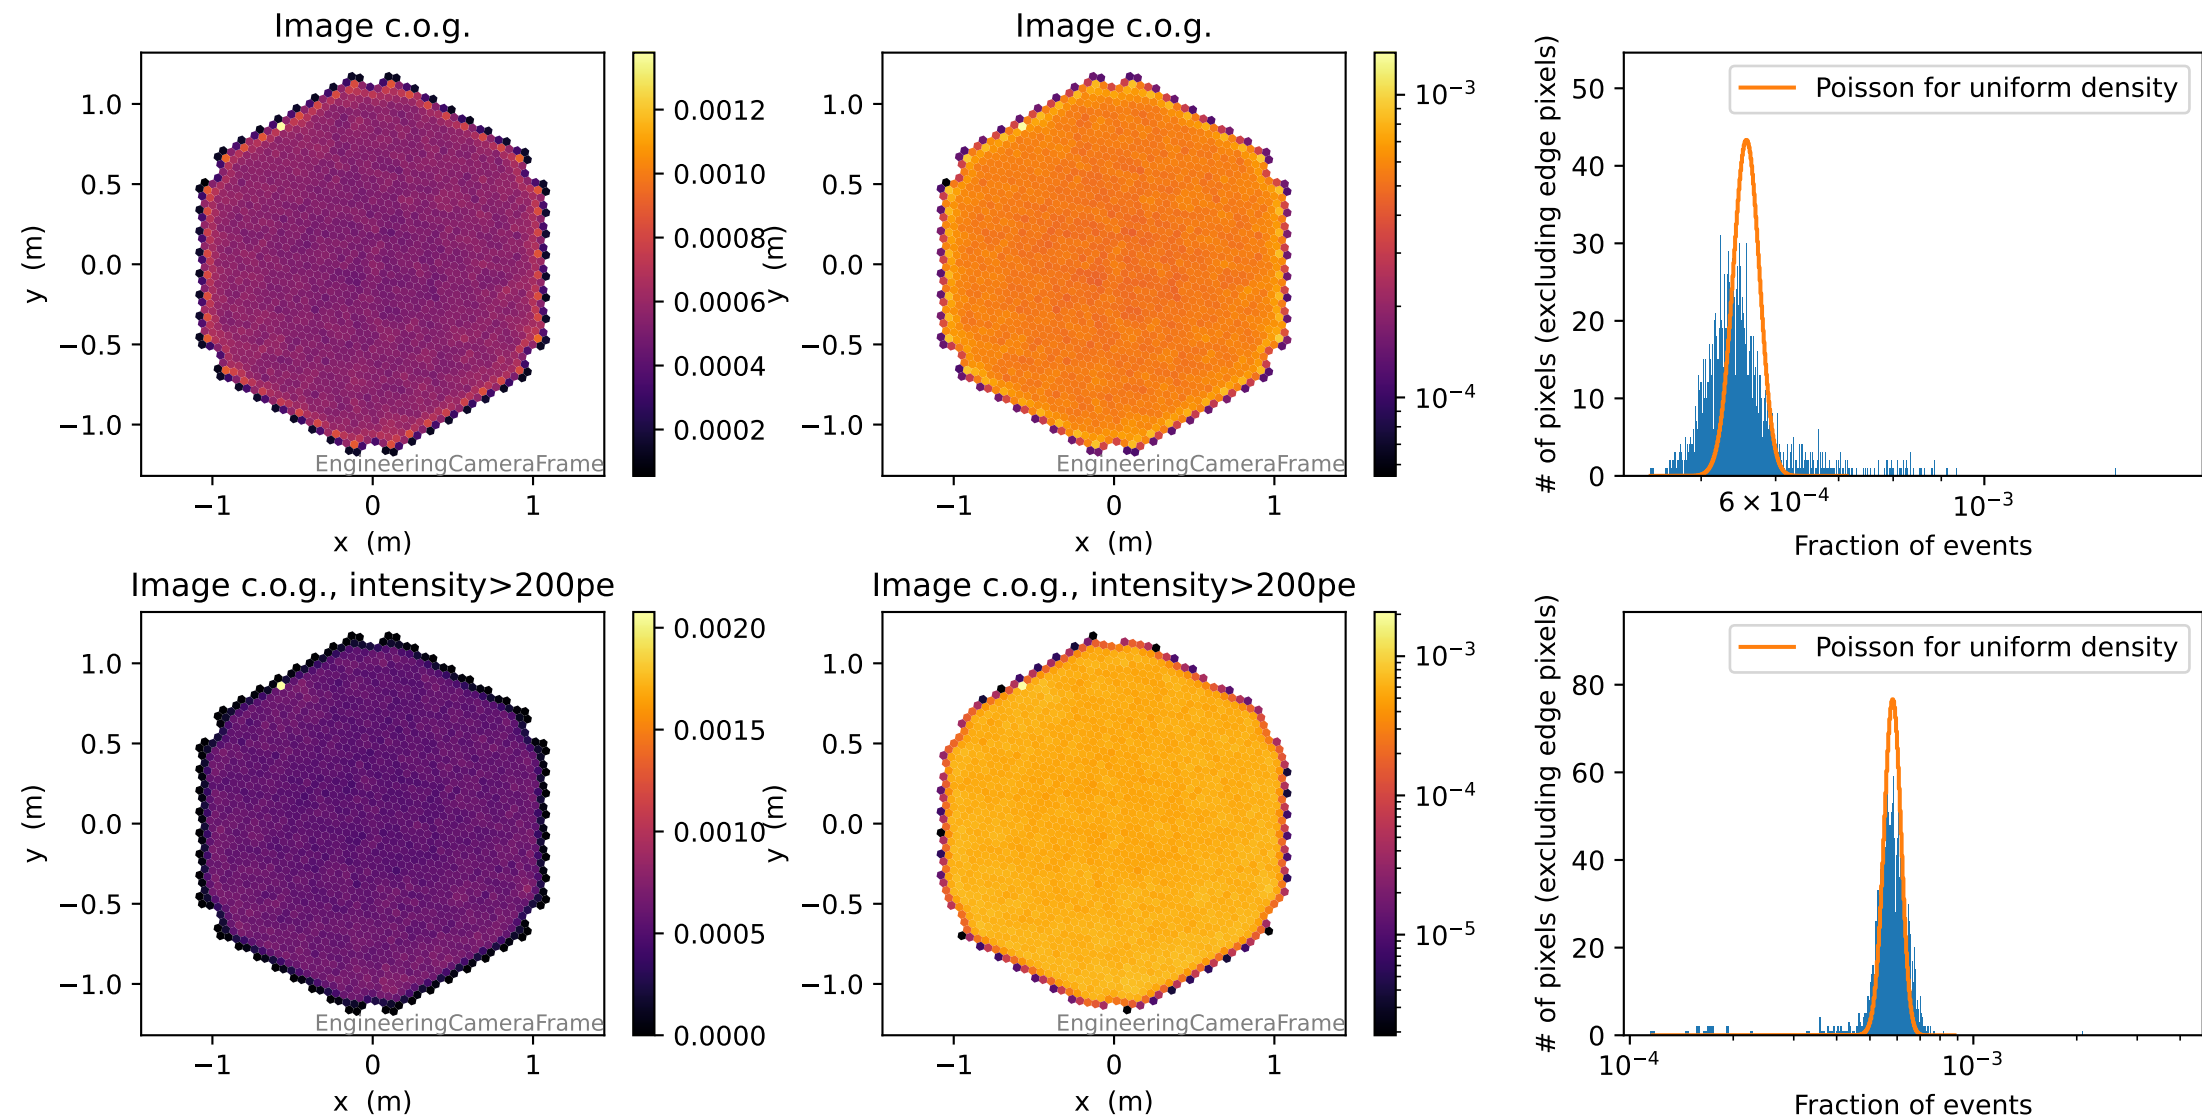 Image c.o.g.
1.0
0.5
0.0
−0.5
−1.0
y (m)
−1 0 1
x (m)
EngineeringCameraFrame
0.0012
0.0010
0.0008
0.0006
0.0004
0.0002
Image c.o.g.
1.0
0.5
0.0
−0.5
−1.0
y (m)
−1 0 1
x (m)
EngineeringCameraFrame
10⁻³
10⁻⁴
Poisson for uniform density
# of pixels (excluding edge pixels)
50
40
30
20
10
0
6 × 10⁻⁴ 10⁻³
Fraction of events
Image c.o.g., intensity>200pe
1.0
0.5
0.0
−0.5
−1.0
y (m)
−1 0 1
x (m)
EngineeringCameraFrame
0.0020
0.0015
0.0010
0.0005
0.0000
Image c.o.g., intensity>200pe
1.0
0.5
0.0
−0.5
−1.0
y (m)
−1 0 1
x (m)
EngineeringCameraFrame
10⁻³
10⁻⁴
10⁻⁵
Poisson for uniform density
# of pixels (excluding edge pixels)
80
60
40
20
0
10⁻⁴ 10⁻³
Fraction of events